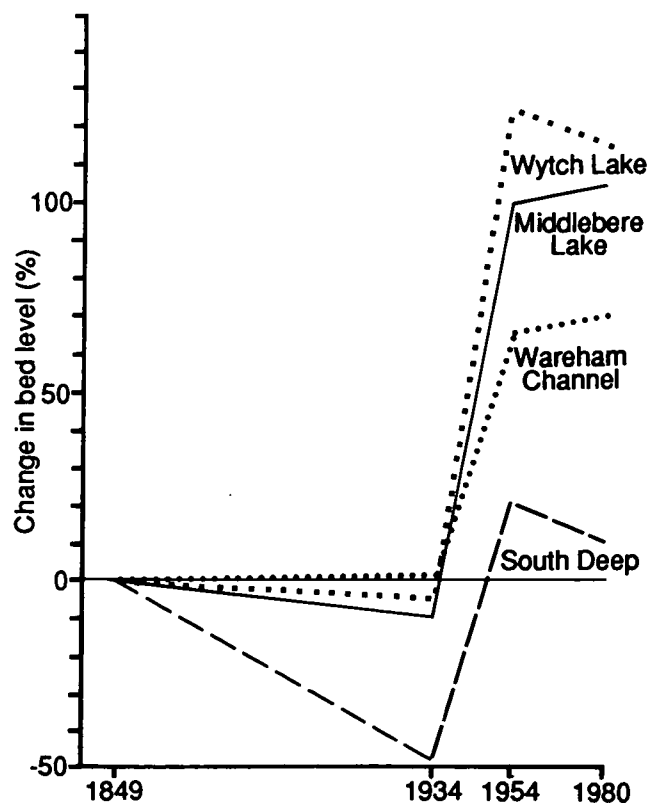 Change in bed level (%)
100
50
0
-50
Wytch Lake
Middlebere
Lake
Wareham
Channel
South Deep
1849
1934
1954
1980